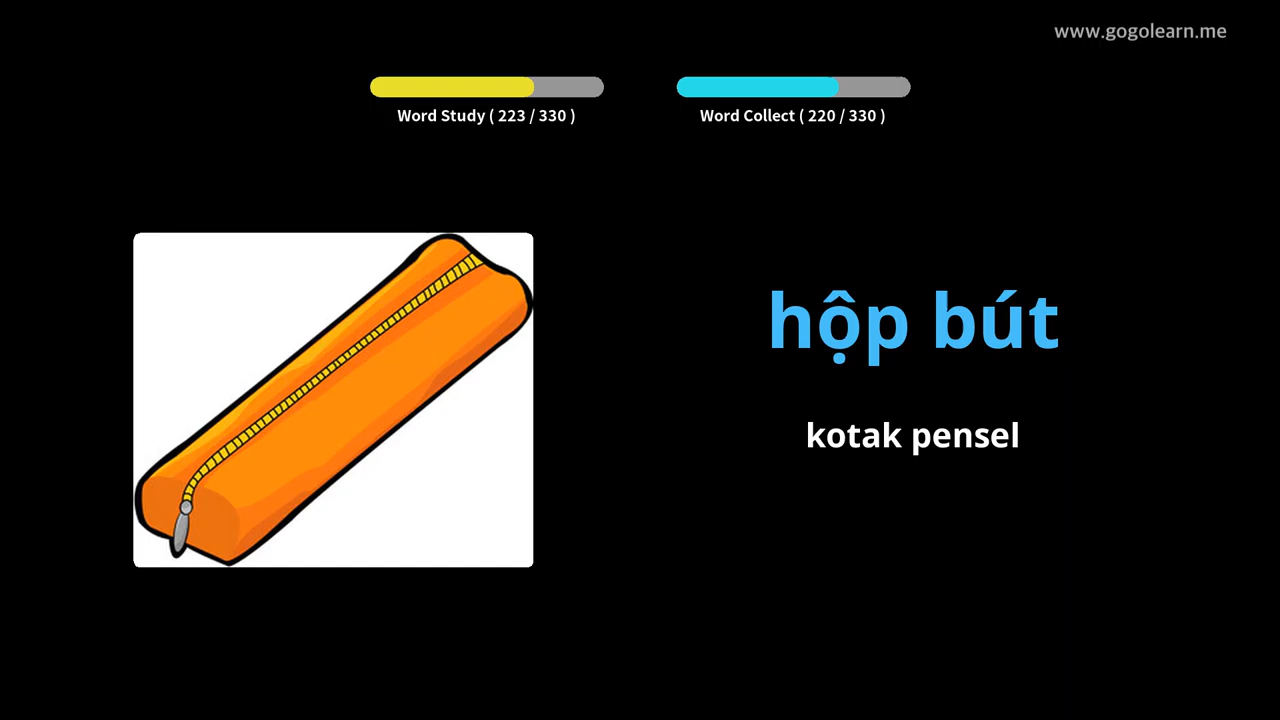 www.gogolearn.me
Word Study ( 223 / 330 )
Word Collect ( 220 / 330 )
hộp bút
kotak pensel